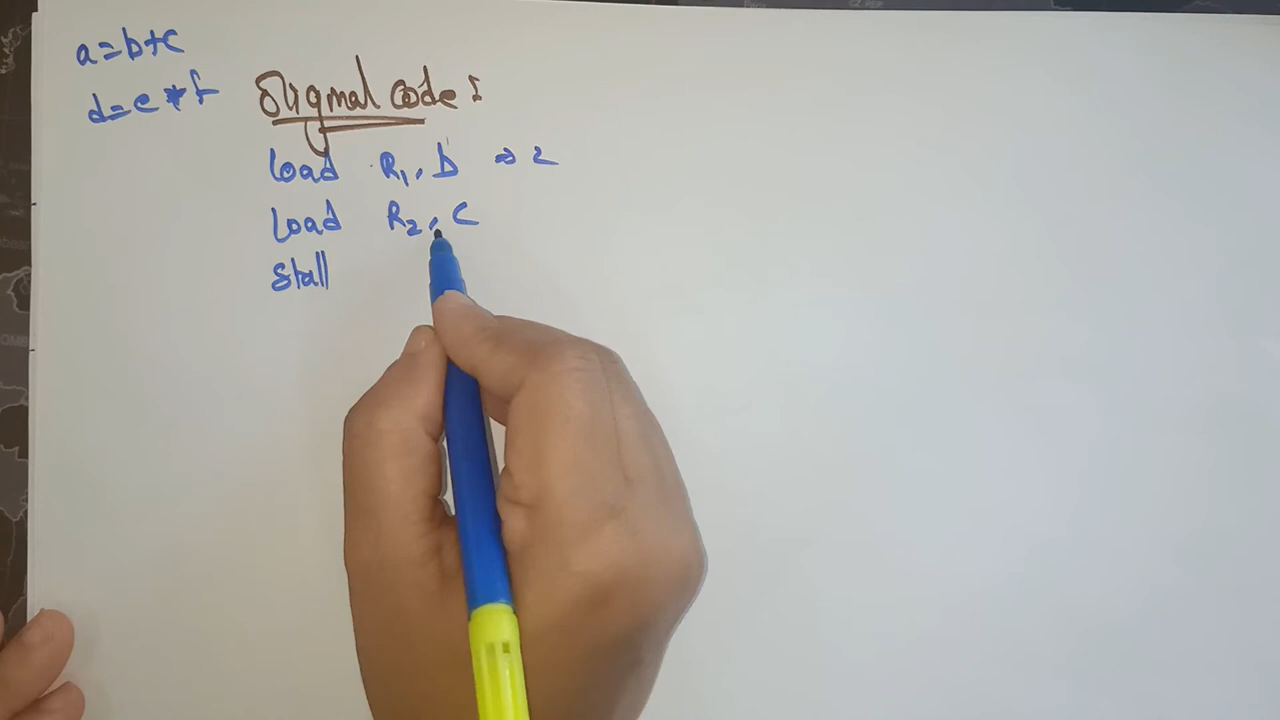 a=b+c
d=e*f
Original code:
Load R1, b ⇒ 2
Load R2, c
Stall